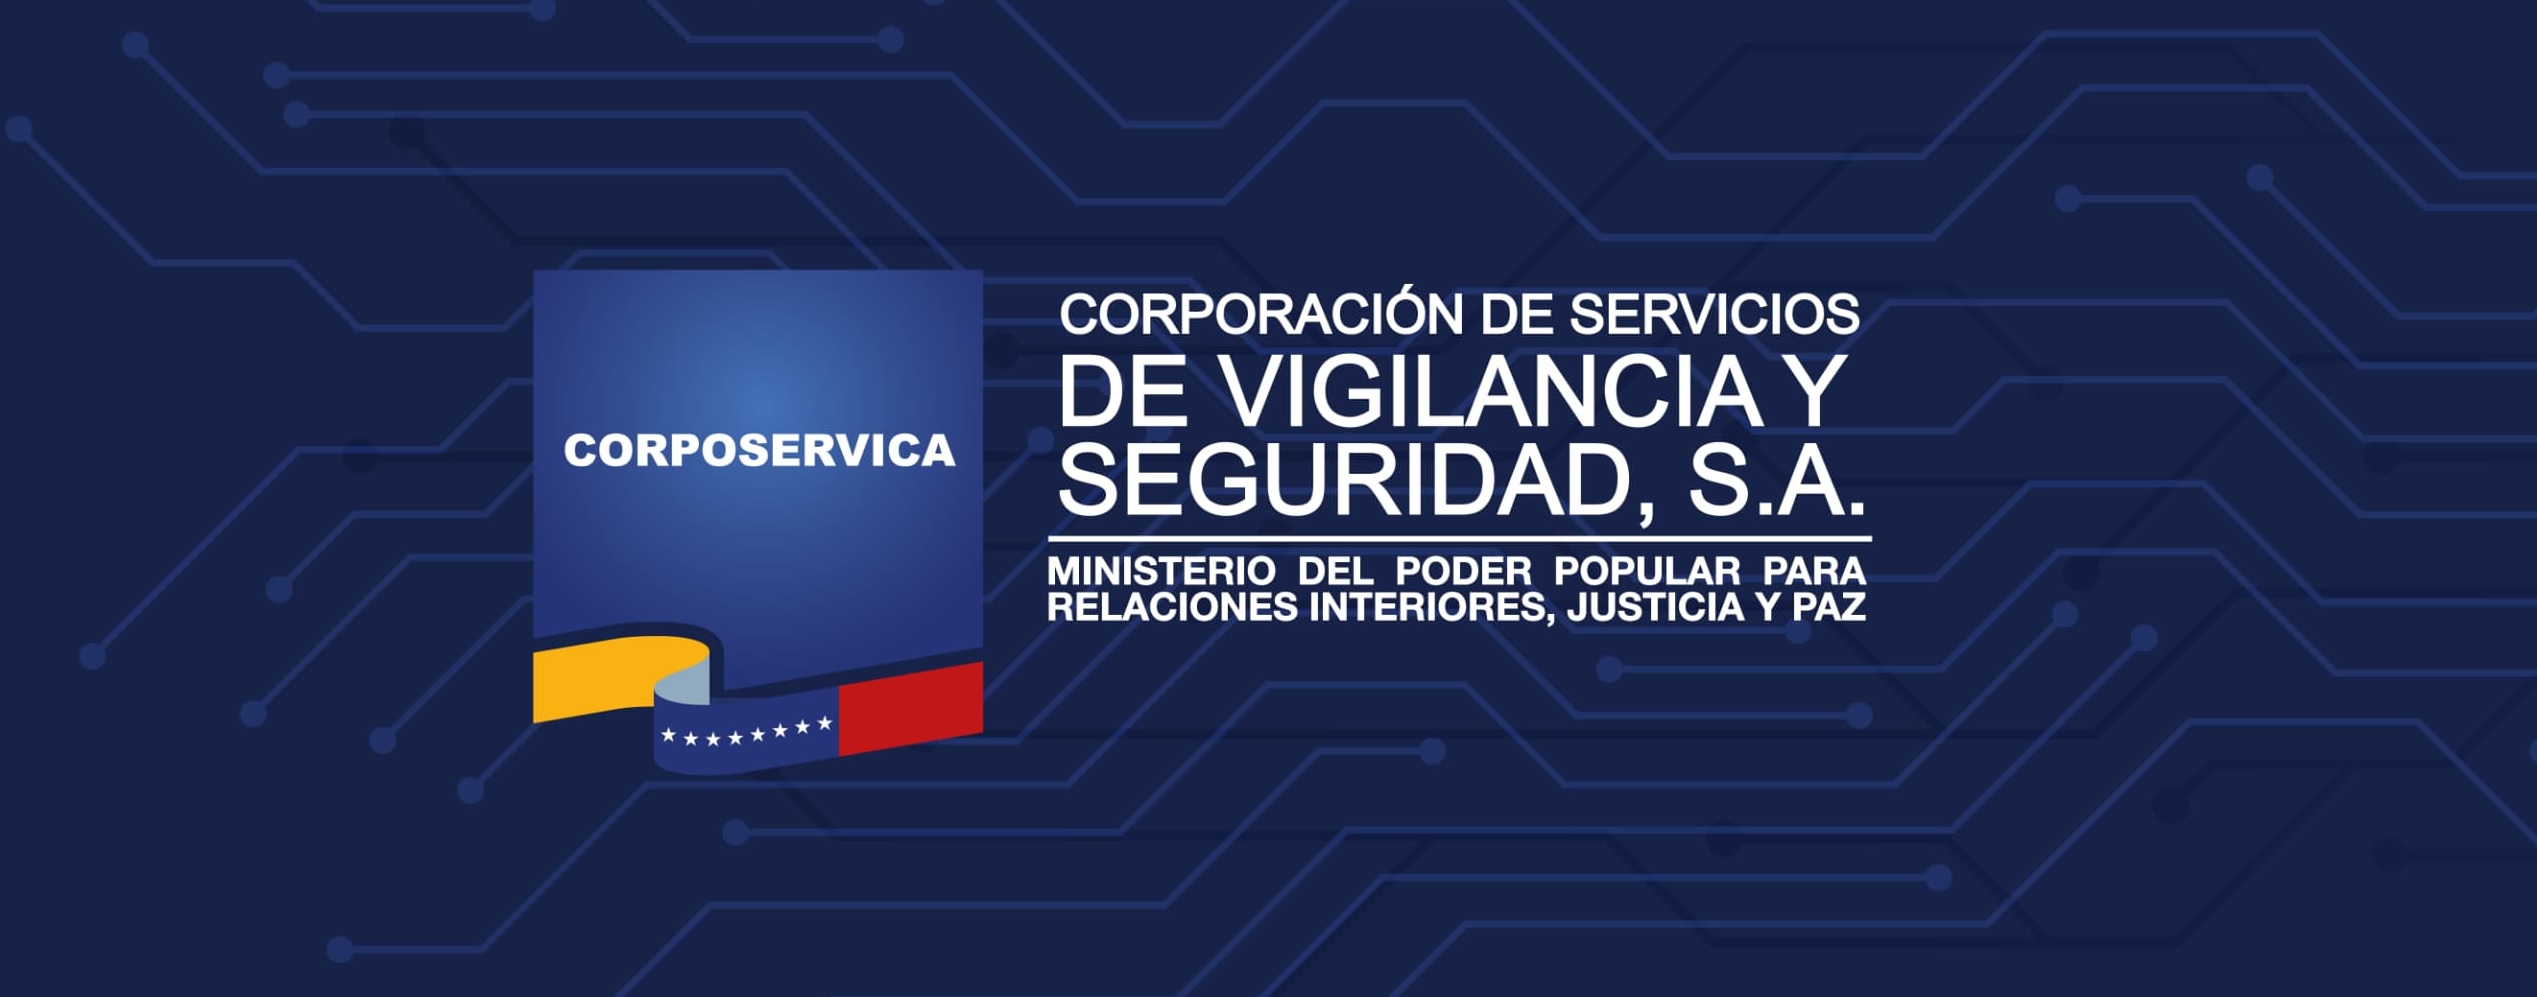 CORPOSERVICA
CORPORACIÓN DE SERVICIOS
DE VIGILANCIA Y
SEGURIDAD, S.A.
MINISTERIO DEL PODER POPULAR PARA
RELACIONES INTERIORES, JUSTICIA Y PAZ